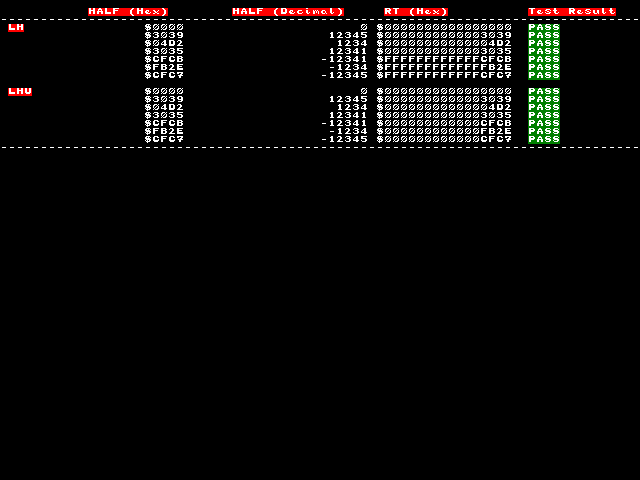 HALF (Hex) HALF (Decimal) RT (Hex) Test Result
--------------------------------------------------------------------------------
LH $0000 0 $0000000000000000 PASS
$3039 12345 $0000000000003039 PASS
$04D2 1234 $00000000000004D2 PASS
$3035 12341 $0000000000003035 PASS
$CFCB -12341 $FFFFFFFFFFFFCFCB PASS
$FB2E -1234 $FFFFFFFFFFFFFB2E PASS
$CFC7 -12345 $FFFFFFFFFFFFCFC7 PASS
LHU $0000 0 $0000000000000000 PASS
$3039 12345 $0000000000003039 PASS
$04D2 1234 $00000000000004D2 PASS
$3035 12341 $0000000000003035 PASS
$CFCB -12341 $000000000000CFCB PASS
$FB2E -1234 $000000000000FB2E PASS
$CFC7 -12345 $000000000000CFC7 PASS
--------------------------------------------------------------------------------